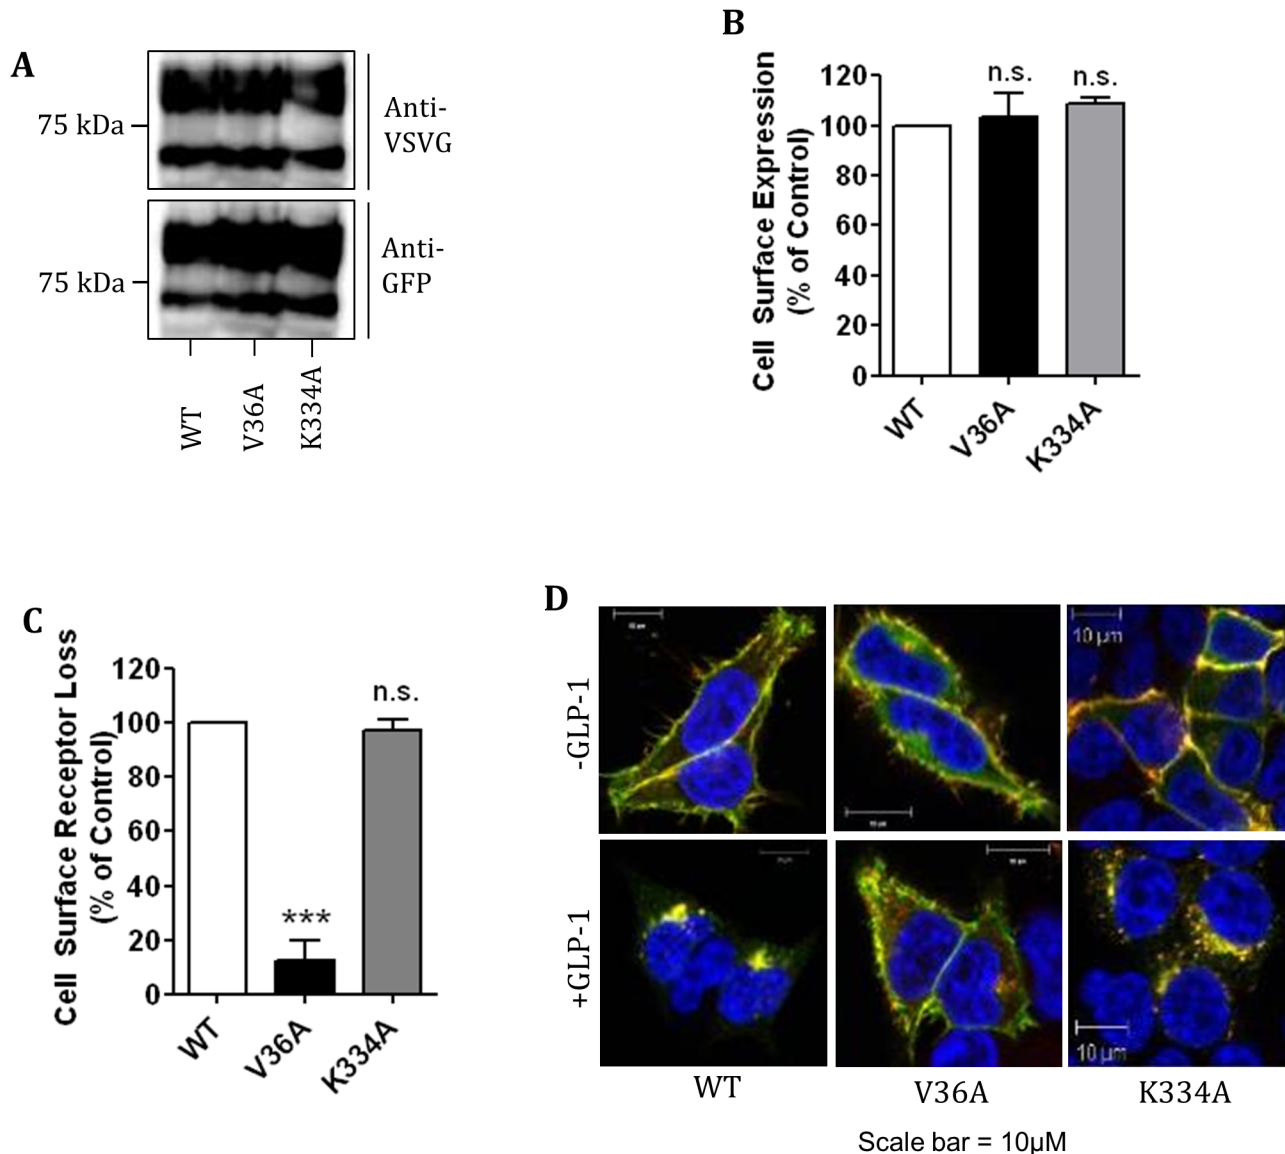 A
75 kDa
Anti-
VSVG
75 kDa
Anti-
GFP
WT
V36A
K334A
B
Cell Surface Expression
(% of Control)
120
100
80
60
40
20
0
n.s.
n.s.
WT
V36A
K334A
C
Cell Surface Receptor Loss
(% of Control)
120
100
80
60
40
20
0
***
n.s.
WT
V36A
K334A
D
-GLP-1
10 µm
+GLP-1
10 µm
WT
V36A
K334A
Scale bar = 10µM